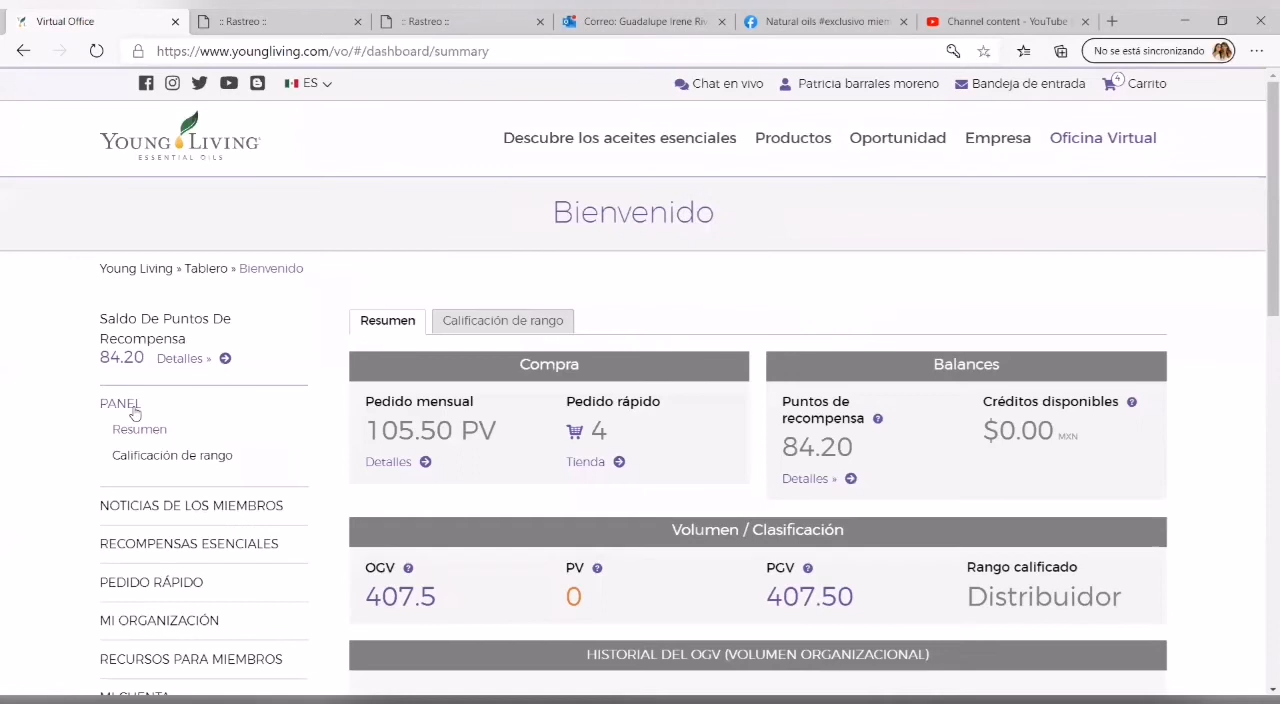 Virtual Office
:: Rastreo ::
:: Rastreo ::
Correo: Guadalupe Irene Riv
Natural oils #exclusivo miem
Channel content - YouTube
https://www.youngliving.com/vo/#/dashboard/summary
No se está sincronizando
ES
Chat en vivo
Patricia barrales moreno
Bandeja de entrada
4
Carrito
YOUNG LIVING
ESSENTIAL OILS
Descubre los aceites esenciales
Productos
Oportunidad
Empresa
Oficina Virtual
Bienvenido
Young Living » Tablero » Bienvenido
Saldo De Puntos De
Recompensa
84.20 Detalles »
PANEL
Resumen
Calificación de rango
NOTICIAS DE LOS MIEMBROS
RECOMPENSAS ESENCIALES
PEDIDO RÁPIDO
MI ORGANIZACIÓN
RECURSOS PARA MIEMBROS
MI CUENTA
Resumen
Calificación de rango
Compra
Pedido mensual
105.50 PV
Detalles
Pedido rápido
4
Tienda
Balances
Puntos de
recompensa
84.20
Detalles »
Créditos disponibles
$0.00 MXN
Volumen / Clasificación
OGV
407.5
PV
0
PGV
407.50
Rango calificado
Distribuidor
HISTORIAL DEL OGV (VOLUMEN ORGANIZACIONAL)